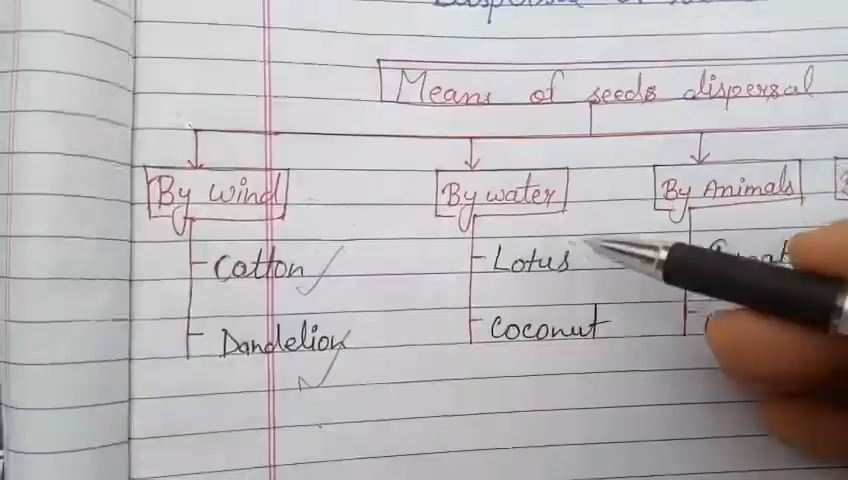 Means of seeds dispersal
By wind
By water
By Animals
Cotton
Lotus
Dandelion
Coconut